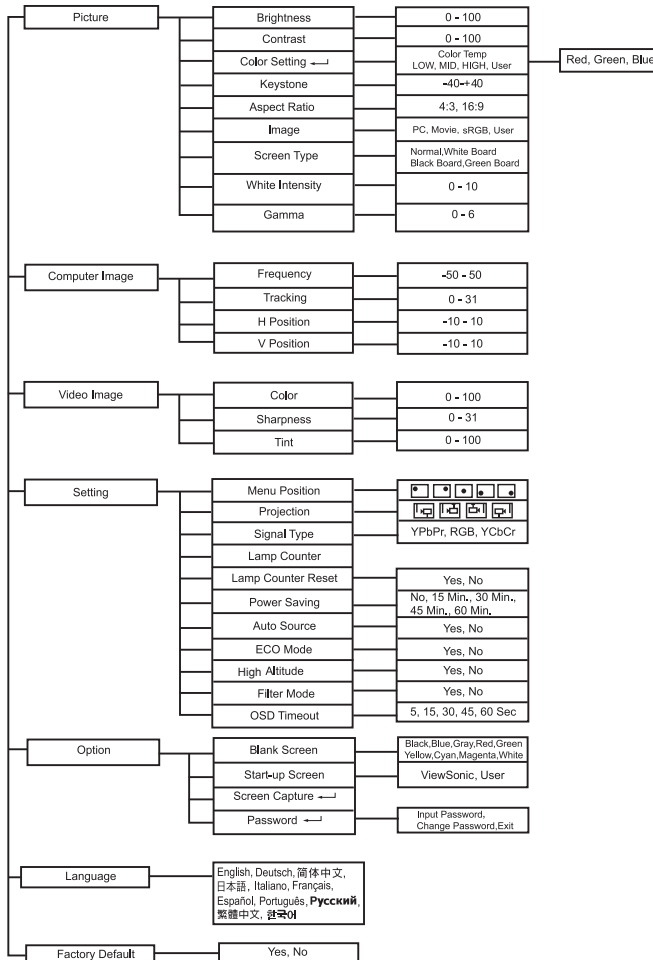 Picture
Brightness
0 - 100
Contrast
0 - 100
Color Setting
Color Temp
LOW, MID, HIGH, User
Red, Green, Blue
Keystone
-40-+40
Aspect Ratio
4:3, 16:9
Image
PC, Movie, sRGB, User
Screen Type
Normal,White Board
Black Board,Green Board
White Intensity
0 - 10
Gamma
0 - 6
Computer Image
Frequency
-50 - 50
Tracking
0 - 31
H Position
-10 - 10
V Position
-10 - 10
Video Image
Color
0 - 100
Sharpness
0 - 31
Tint
0 - 100
Setting
Menu Position
Projection
Signal Type
YPbPr, RGB, YCbCr
Lamp Counter
Lamp Counter Reset
Yes, No
Power Saving
No, 15 Min., 30 Min.,
45 Min., 60 Min.
Auto Source
Yes, No
ECO Mode
Yes, No
High Altitude
Yes, No
Filter Mode
Yes, No
OSD Timeout
5, 15, 30, 45, 60 Sec
Option
Blank Screen
Black,Blue,Gray,Red,Green
Yellow,Cyan,Magenta,White
Start-up Screen
ViewSonic, User
Screen Capture
Password
Input Password,
Change Password,Exit
Language
English, Deutsch, 简体中文,
日本語, Italiano, Français,
Español, Português, Русский,
繁體中文, 한국어
Factory Default
Yes, No